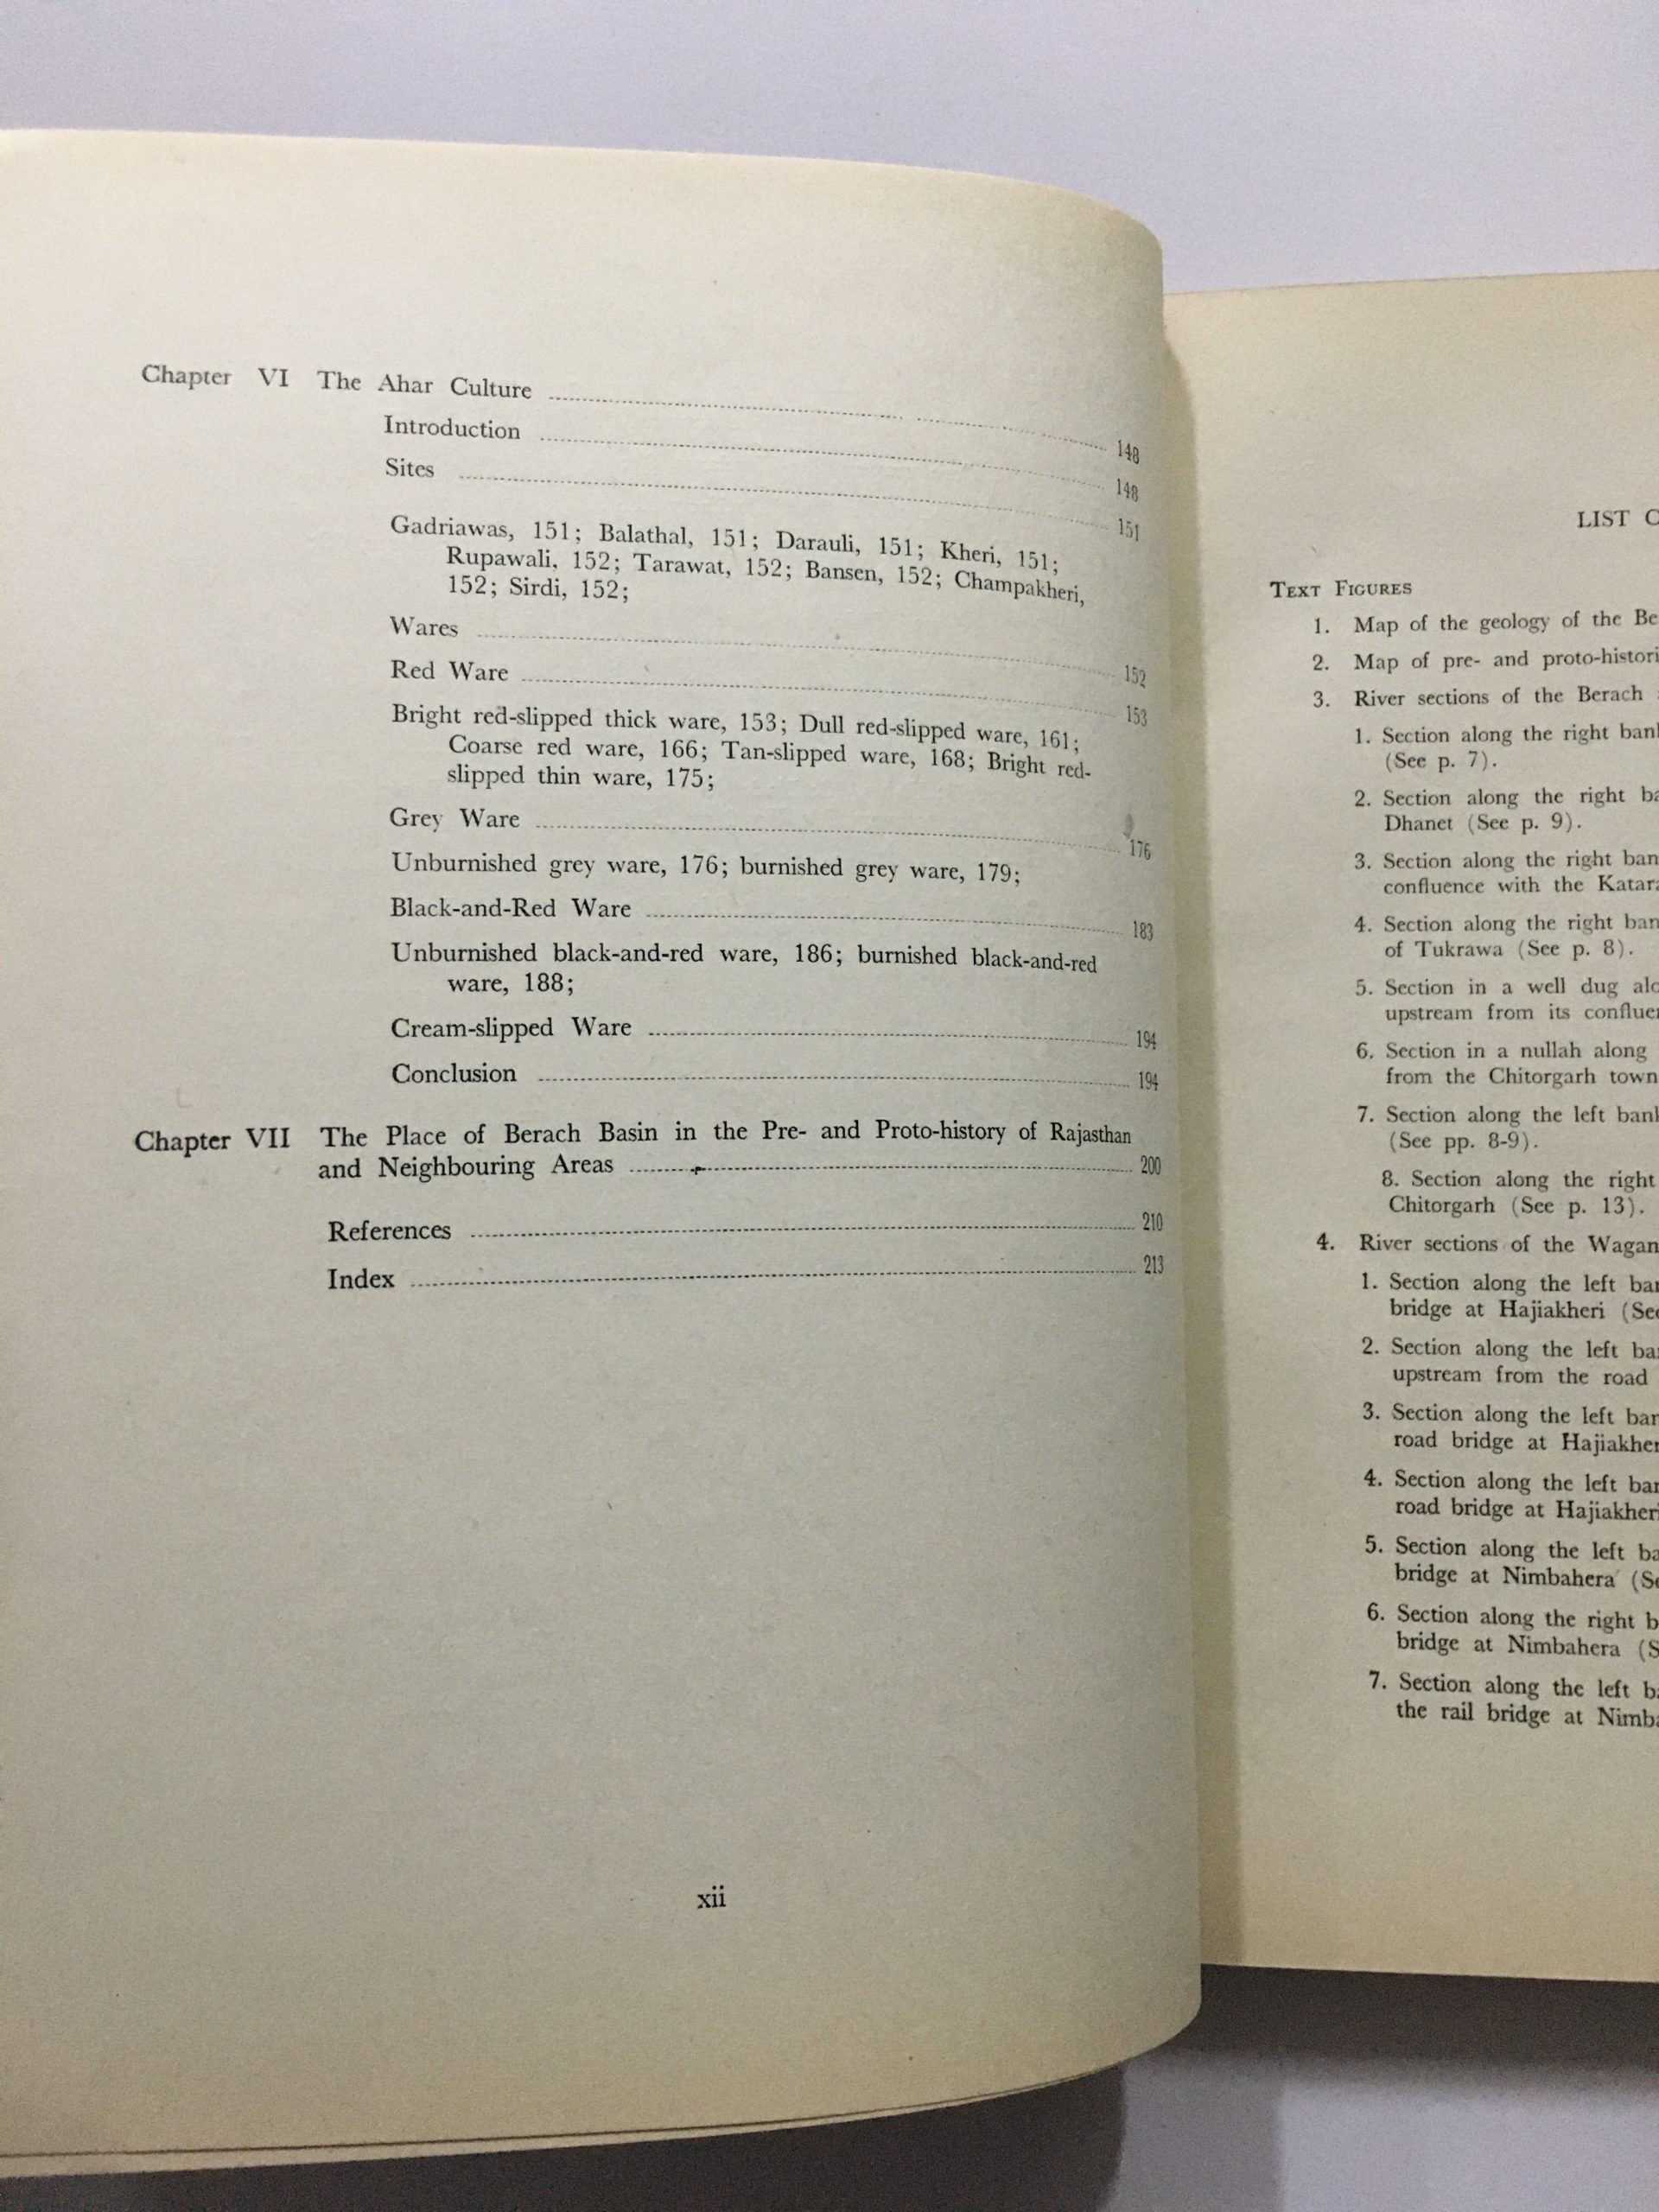 Chapter VI The Ahar Culture 148
Introduction 148
Sites 151
Gadriawas, 151; Balathal, 151; Darauli, 151; Kheri, 151;
Rupawali, 152; Tarawat, 152; Bansen, 152; Champakheri,
152; Sirdi, 152;
Wares 152
Red Ware 153
Bright red-slipped thick ware, 153; Dull red-slipped ware, 161;
Coarse red ware, 166; Tan-slipped ware, 168; Bright red-
slipped thin ware, 175;
Grey Ware 176
Unburnished grey ware, 176; burnished grey ware, 179;
Black-and-Red Ware 183
Unburnished black-and-red ware, 186; burnished black-and-red
ware, 188;
Cream-slipped Ware 194
Conclusion 194
Chapter VII The Place of Berach Basin in the Pre- and Proto-history of Rajasthan
and Neighbouring Areas 200
References 210
Index 213
xii
LIST
TEXT FIGURES
1. Map of the geology of the
2. Map of pre- and
3. River sections of the Berach
1. Section along the right
(See p. 7).
2. Section along the right
Dhanet (See p. 9).
3. Section along the right
confluence with the
4. Section along the right
of Tukrawa (See p. 8).
5. Section in a well dug
upstream from its
6. Section in a nullah along
from the Chitorgarh town
7. Section along the left
(See pp. 8-9).
8. Section along the right
Chitorgarh (See p. 13).
4. River sections of the
1. Section along the left
bridge at Hajiakheri
2. Section along the left
upstream from the road
3. Section along the left
road bridge at
4. Section along the left
road bridge at Hajiakheri
5. Section along the left
bridge at Nimbahera
6. Section along the right
bridge at Nimbahera
7. Section along the left
the rail bridge at